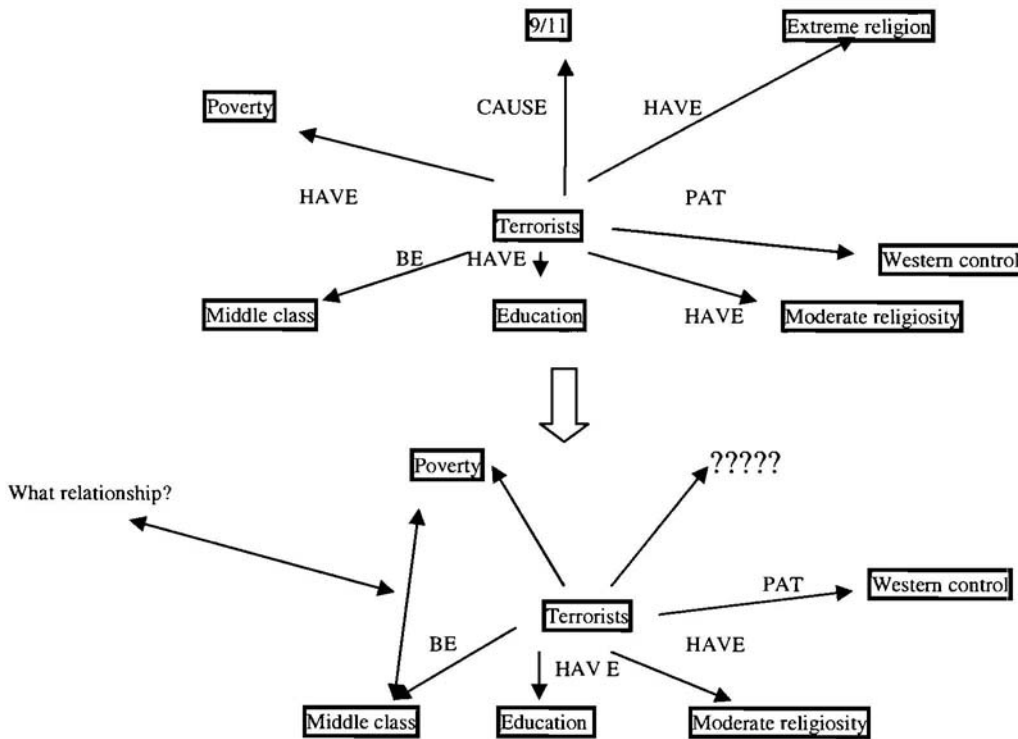 9/11
Extreme religion
Poverty
CAUSE
HAVE
HAVE
PAT
Terrorists
BE
HAVE
Western control
Middle class
Education
HAVE
Moderate religiosity
Poverty
?????
What relationship?
PAT
Western control
Terrorists
BE
HAV E
HAVE
Middle class
Education
Moderate religiosity